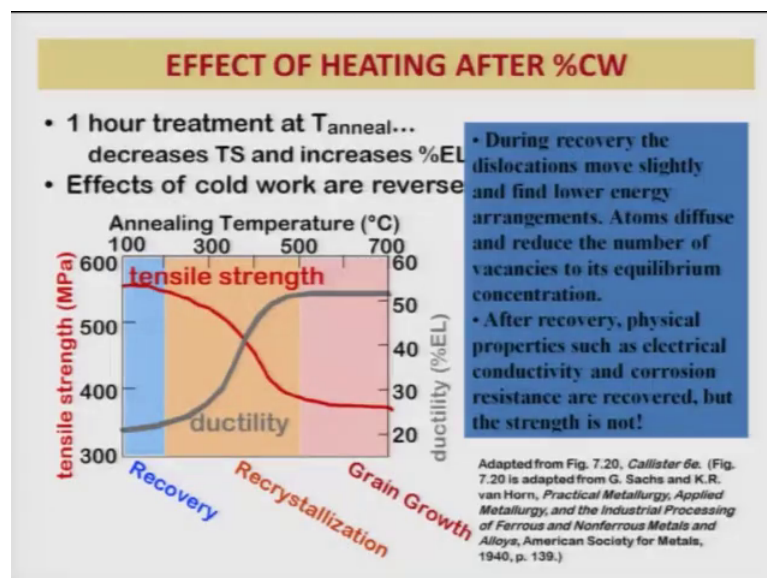 EFFECT OF HEATING AFTER %CW
• 1 hour treatment at Tanneal...
decreases TS and increases %EL
• Effects of cold work are reverse
• During recovery the
dislocations move slightly
and find lower energy
arrangements. Atoms diffuse
and reduce the number of
vacancies to its equilibrium
concentration.
• After recovery, physical
properties such as electrical
conductivity and corrosion
resistance are recovered, but
the strength is not!
Annealing Temperature (°C)
100 300 500 700
600 60
tensile strength
50
500
40
400
30
ductility
20
300
tensile strength (MPa)
ductility (%EL)
Recovery
Recrystallization
Grain Growth
Adapted from Fig. 7.20, Callister 6e. (Fig.
7.20 is adapted from G. Sachs and K.R.
van Horn, Practical Metallurgy, Applied
Metallurgy, and the Industrial Processing
of Ferrous and Nonferrous Metals and
Alloys, American Society for Metals,
1940, p. 139.)